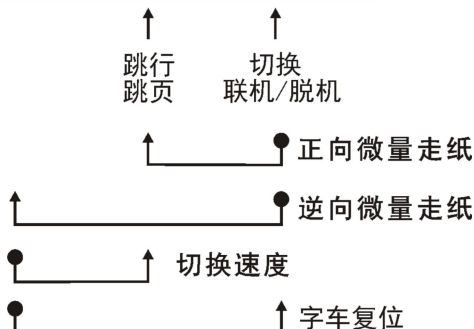 跳行 切换
跳页 联机/脱机
正向微量走纸
逆向微量走纸
切换速度
字车复位